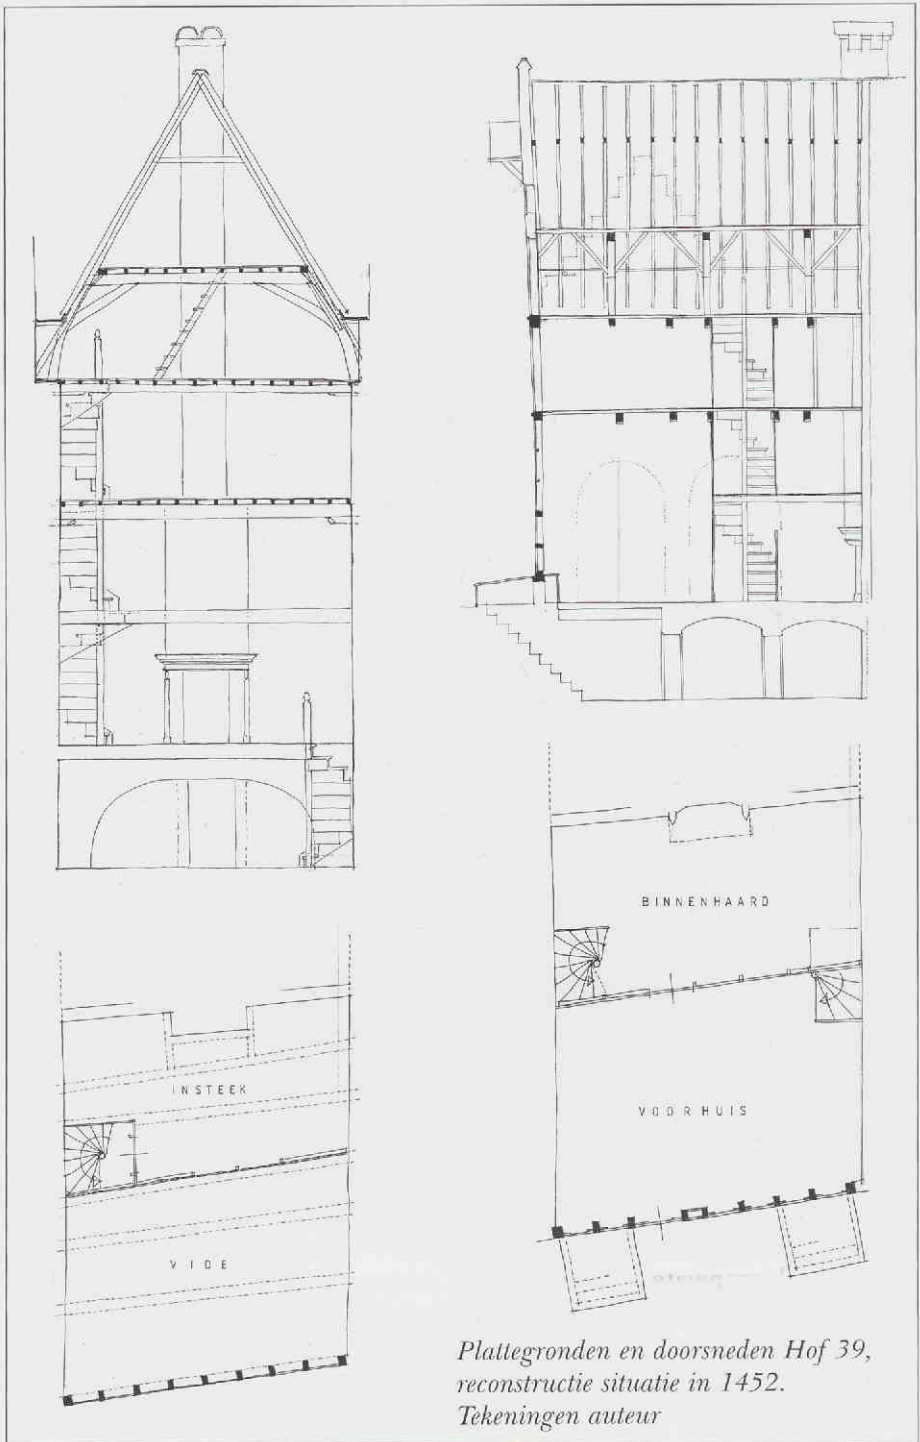 BINNENHAARD
INSTEEK
VOORHUIS
VIDE
Plattegronden en doorsneden Hof 39,
reconstructie situatie in 1452.
Tekeningen auteur